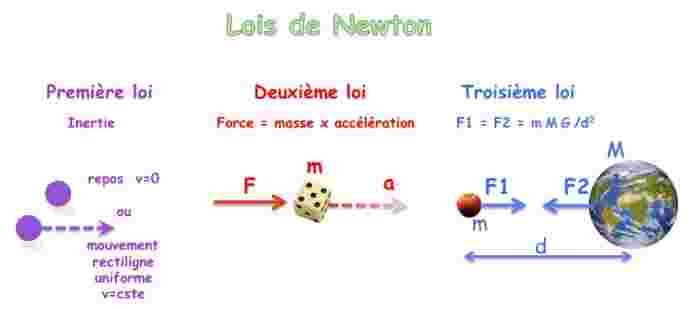 Lois de Newton
Première loi
Deuxième loi
Troisième loi
Inertie
Force = masse x accélération
F1 = F2 = m M G /d²
repos v=0
ou
mouvement
rectiligne
uniforme
v=cste
F
m
a
F1
F2
M
m
d